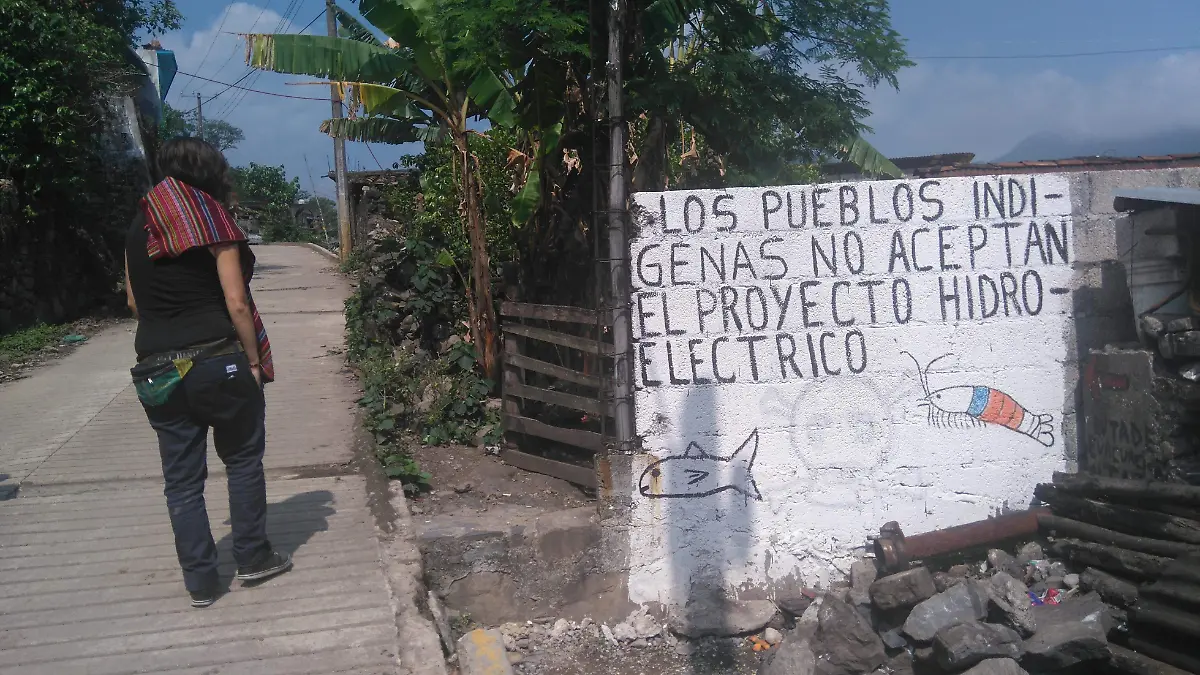 LOS PUEBLOS INDI-
GENAS NO ACEPTAN
EL PROYECTO HIDRO-
ELECTRICO